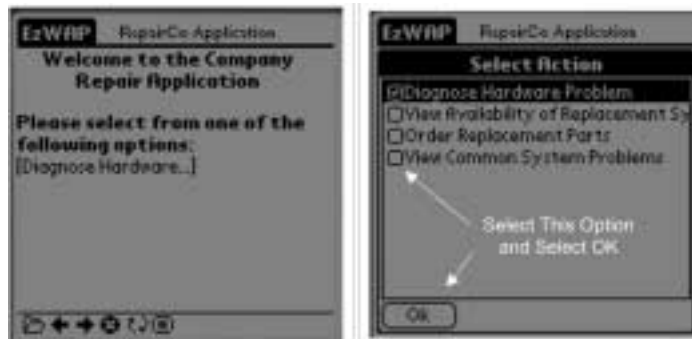 EzWAP RepairCo Application
Welcome to the Company
Repair Application
Please select from one of the
following options:
[Diagnose Hardware...]
EzWAP RepairCo Application
Select Action
Diagnose Hardware Problem
View Availability of Replacement Sy
Order Replacement Parts
View Common System Problems
Select This Option
and Select OK
Ok